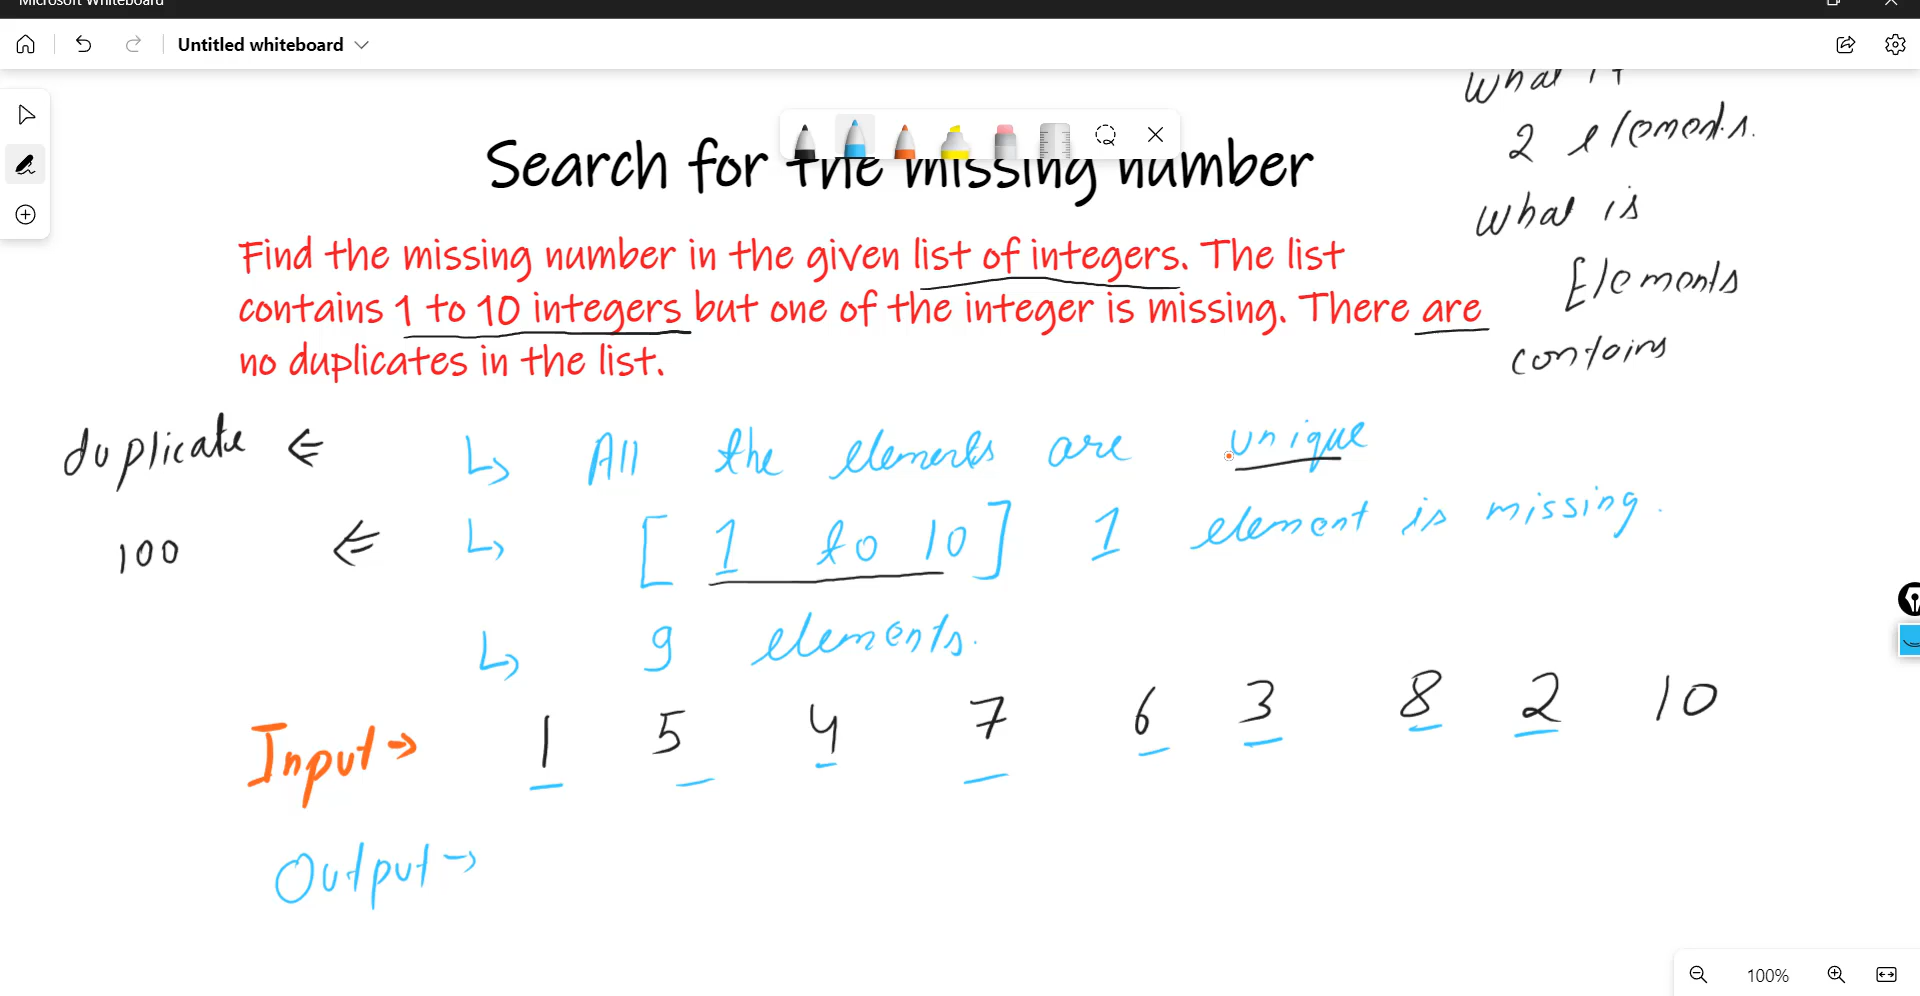 Microsoft Whiteboard
Untitled whiteboard
Search for the missing number
Find the missing number in the given list of integers. The list
contains 1 to 10 integers but one of the integer is missing. There are
no duplicates in the list.
What if
2 elements.
What is
Elements
contains
duplicate ⇐ ↳ All the elements are unique
100 ⇐ ↳ [ 1 to 10 ] 1 element is missing.
↳ 9 elements.
Input → 1 5 4 7 6 3 8 2 10
Output →
100%